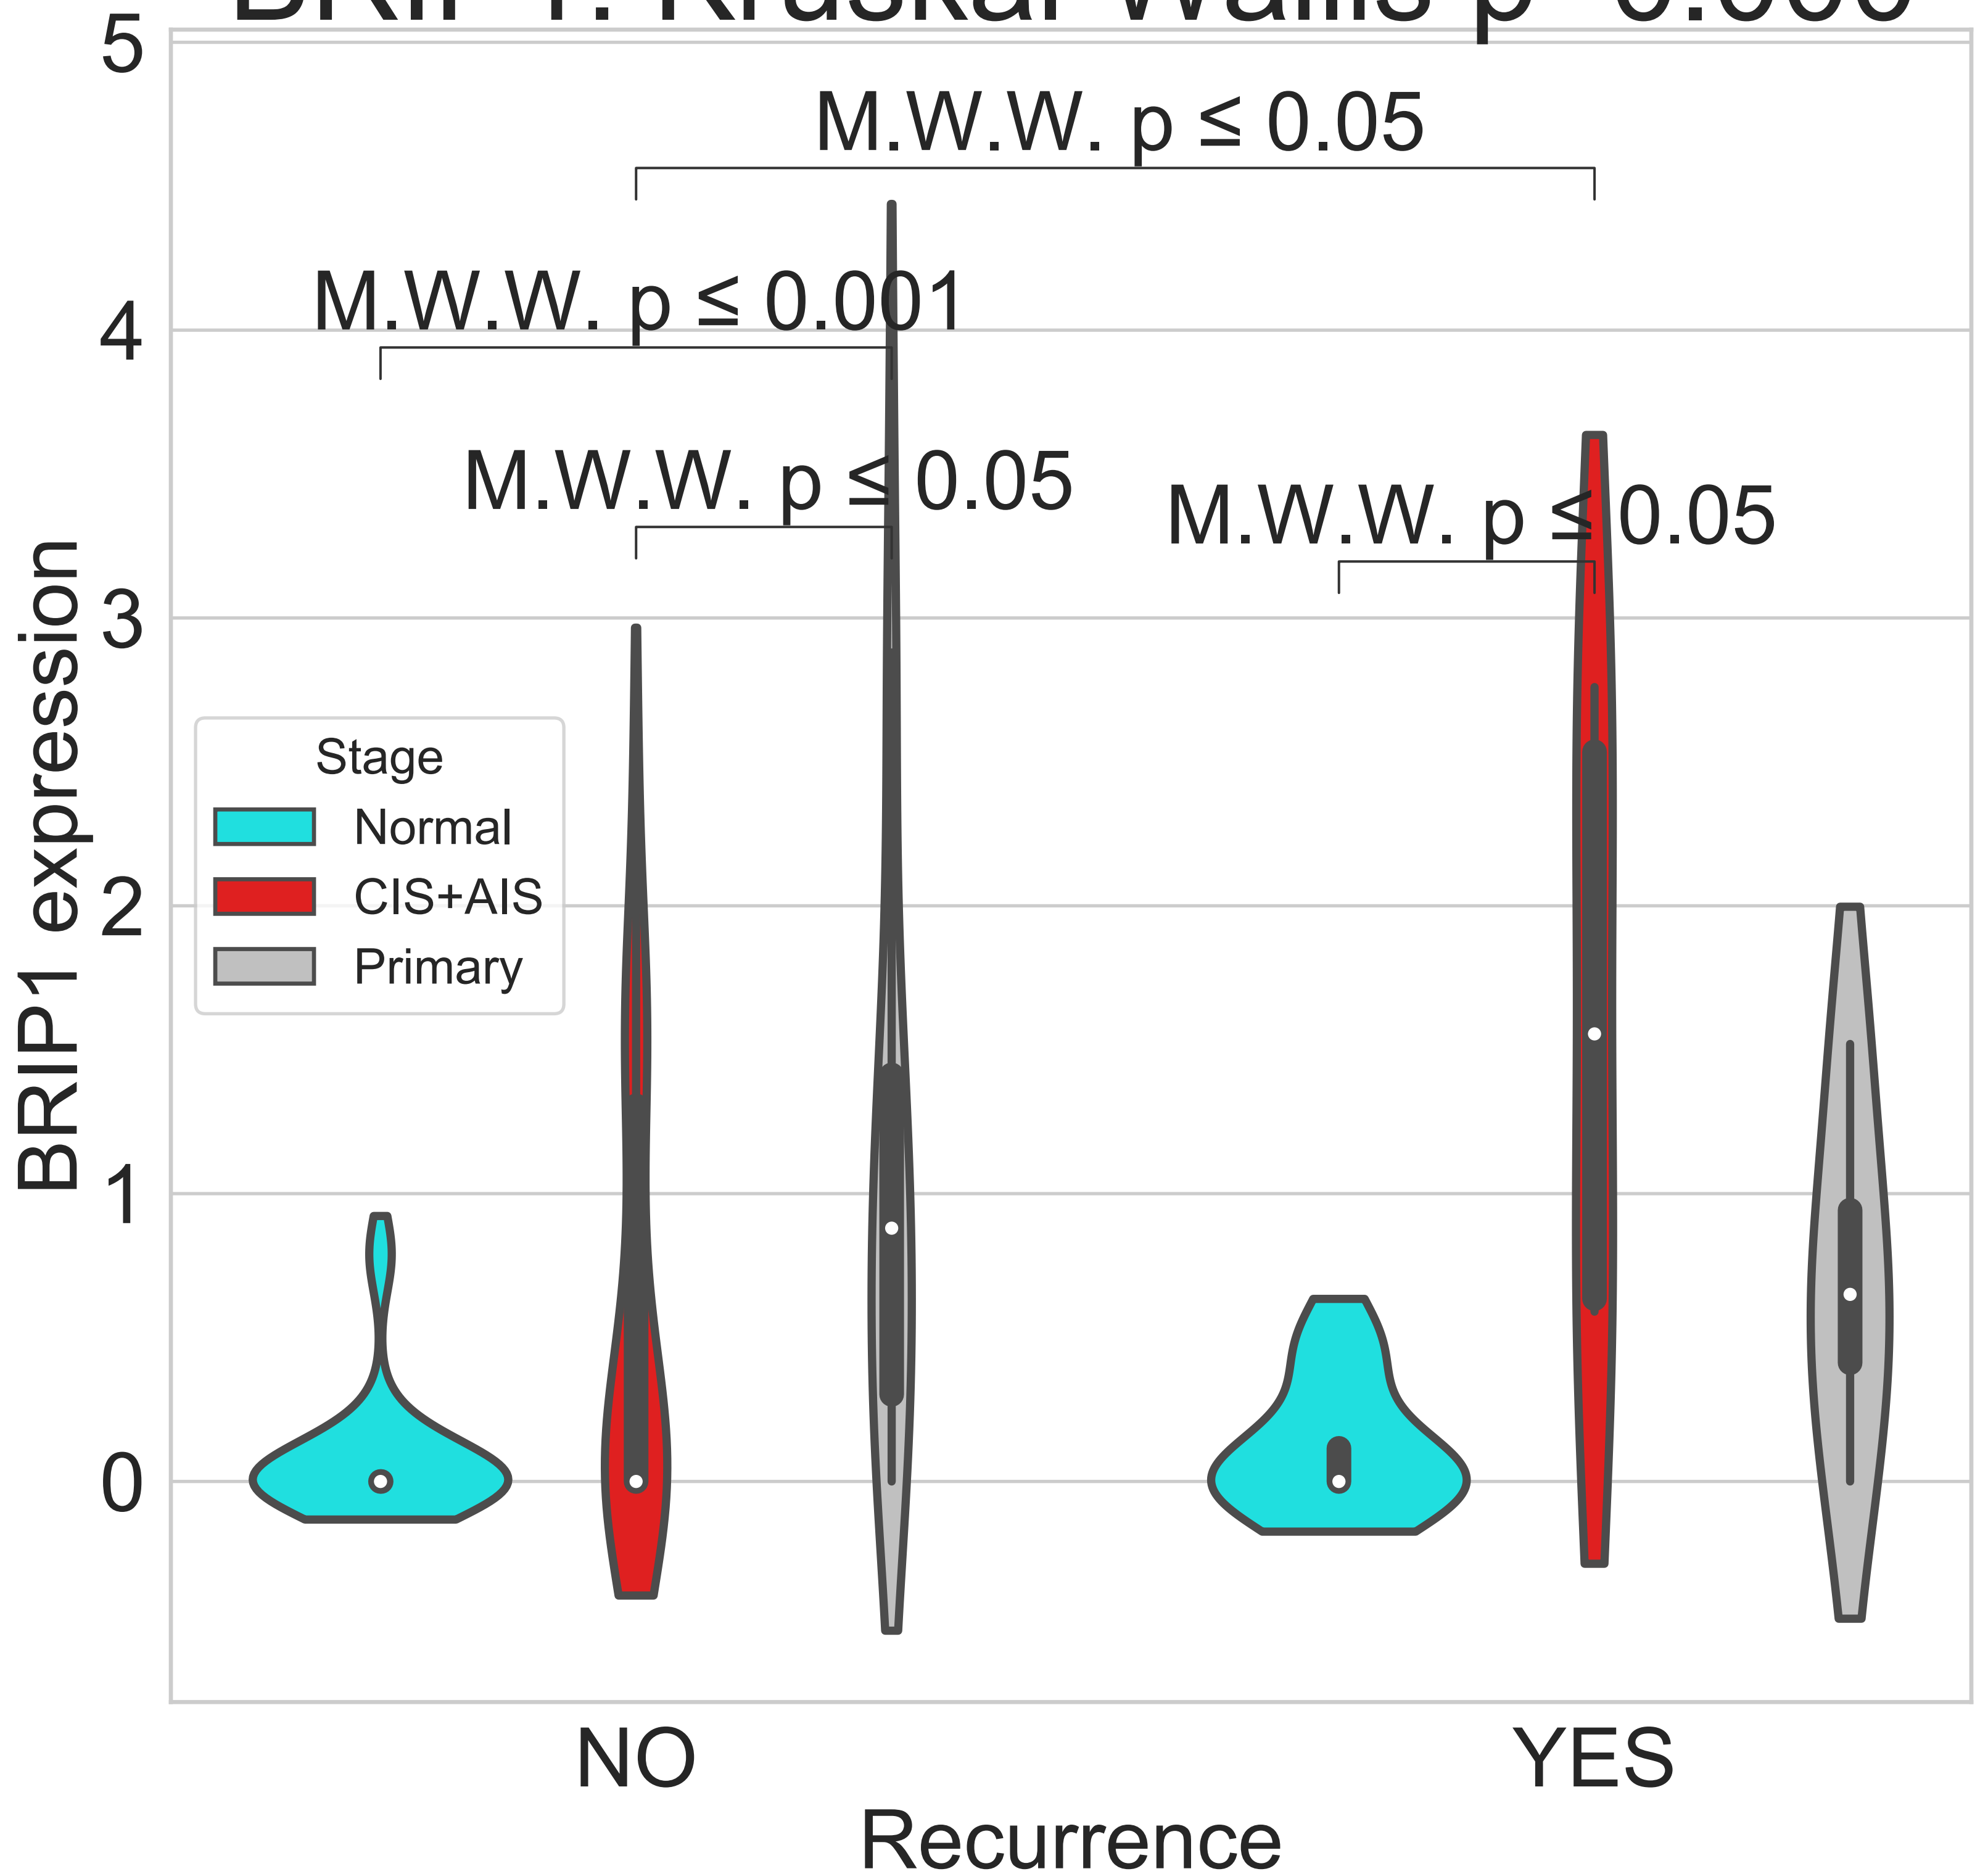 M.W.W. p ≤ 0.05
M.W.W. p ≤ 0.001
M.W.W. p ≤ 0.05
M.W.W. p ≤ 0.05
5
4
3
2
1
0
BRIP1 expression
Stage
Normal
CIS+AIS
Primary
NO
YES
Recurrence